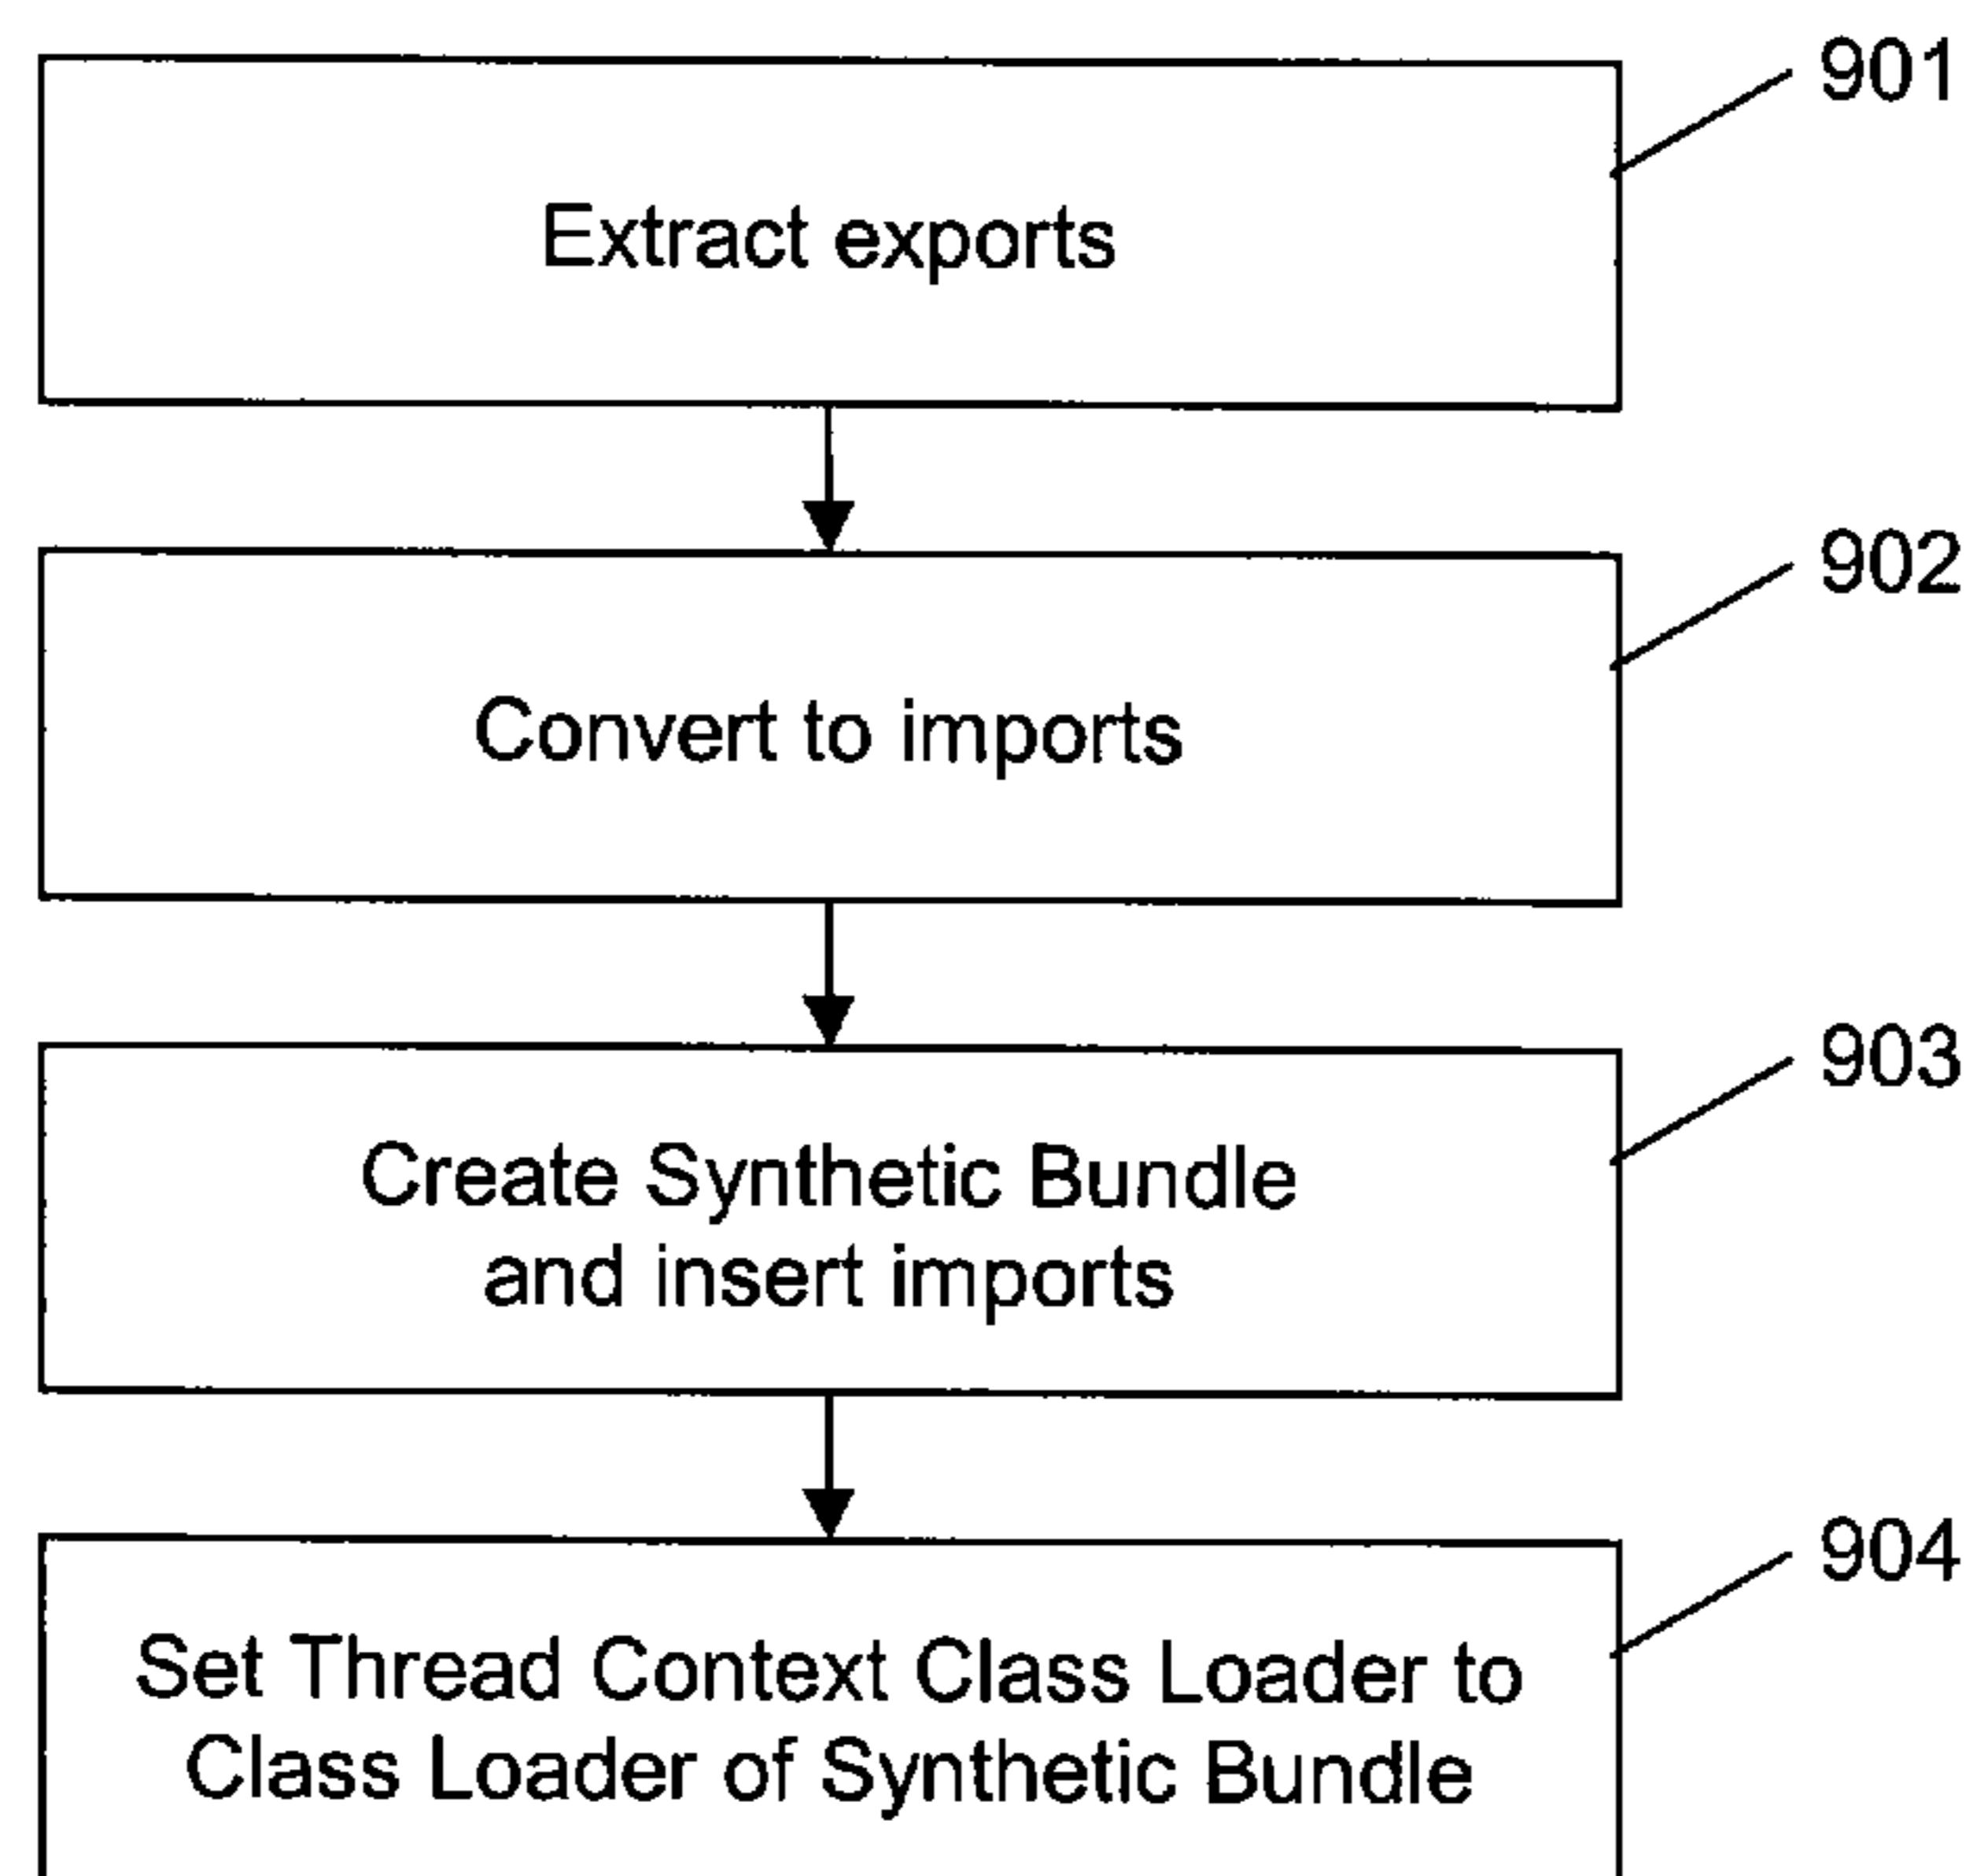 901
Extract exports
902
Convert to imports
903
Create Synthetic Bundle
and insert imports
904
Set Thread Context Class Loader to
Class Loader of Synthetic Bundle